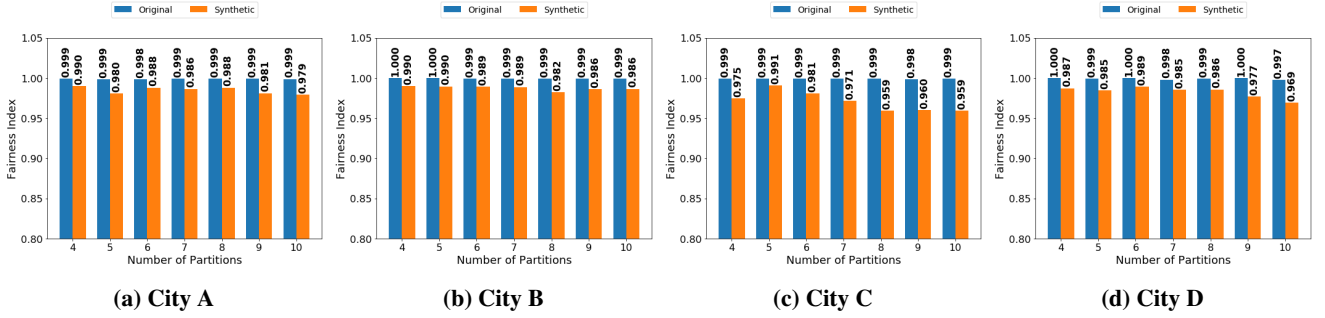 Original Synthetic
1.05
1.00
0.95
0.90
0.85
0.80
Fairness Index
0.999 0.990 0.999 0.980 0.998 0.988 0.999 0.986 0.999 0.988 0.999 0.981 0.999 0.979
4 5 6 7 8 9 10
Number of Partitions
(a) City A
Original Synthetic
1.05
1.00
0.95
0.90
0.85
0.80
Fairness Index
1.000 0.990 1.000 0.990 0.999 0.989 0.999 0.989 0.999 0.982 0.999 0.986 0.999 0.986
4 5 6 7 8 9 10
Number of Partitions
(b) City B
Original Synthetic
1.05
1.00
0.95
0.90
0.85
0.80
Fairness Index
0.999 0.975 0.999 0.991 0.999 0.981 0.999 0.971 0.999 0.959 0.998 0.960 0.999 0.959
4 5 6 7 8 9 10
Number of Partitions
(c) City C
Original Synthetic
1.05
1.00
0.95
0.90
0.85
0.80
Fairness Index
1.000 0.987 0.999 0.985 1.000 0.989 0.998 0.985 0.999 0.986 1.000 0.977 0.997 0.969
4 5 6 7 8 9 10
Number of Partitions
(d) City D